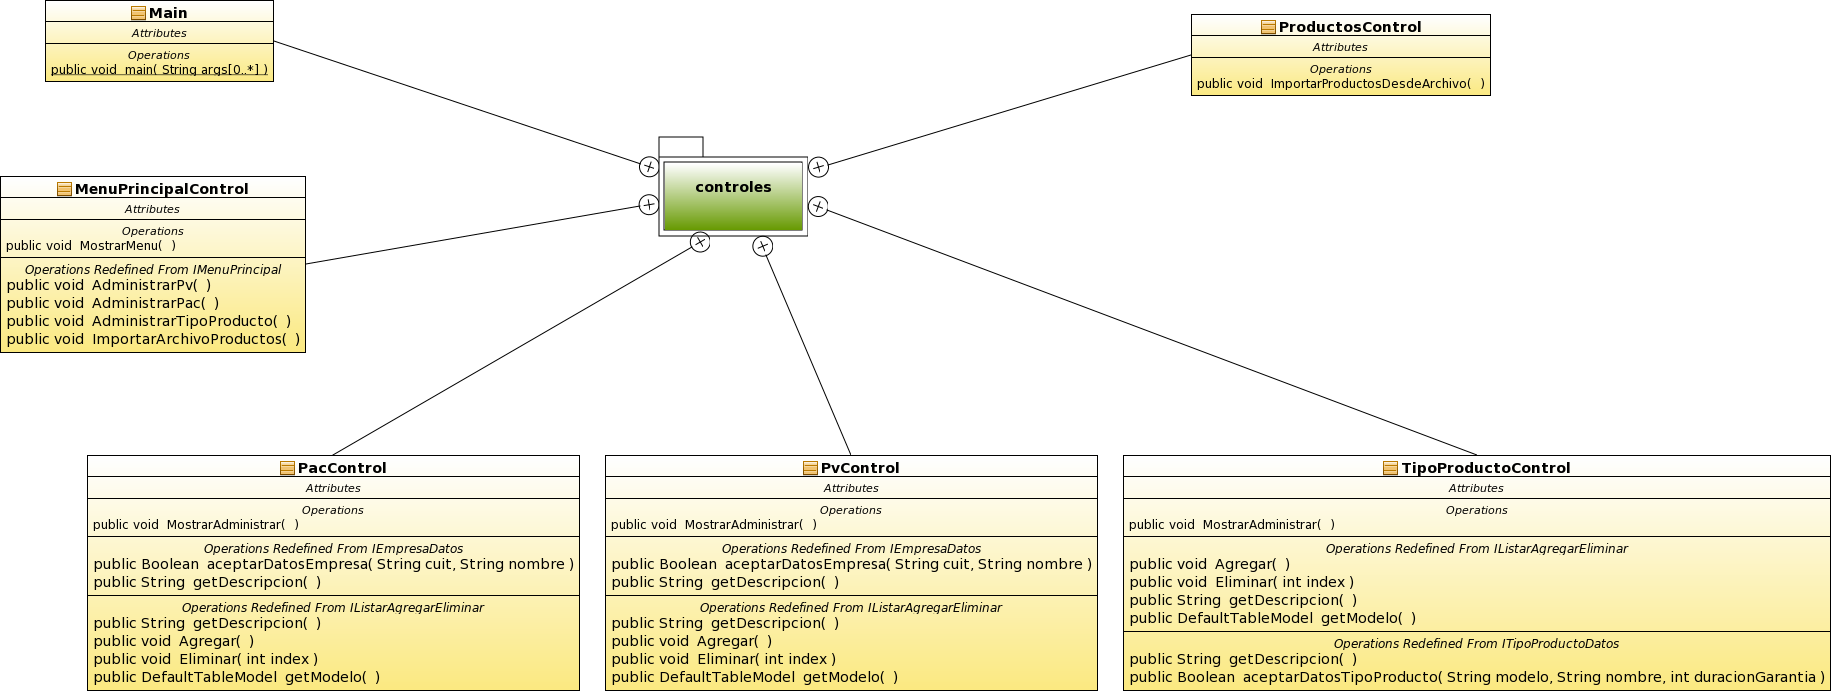 Main
Attributes
Operations
public void main( String args[0..*] )
ProductosControl
Attributes
Operations
public void ImportarProductosDesdeArchivo( )
controles
MenuPrincipalControl
Attributes
Operations
public void MostrarMenu( )
Operations Redefined From IMenuPrincipal
public void AdministrarPv( )
public void AdministrarPac( )
public void AdministrarTipoProducto( )
public void ImportarArchivoProductos( )
PacControl
Attributes
Operations
public void MostrarAdministrar( )
Operations Redefined From IEmpresaDatos
public Boolean aceptarDatosEmpresa( String cuit, String nombre )
public String getDescripcion( )
Operations Redefined From IListarAgregarEliminar
public String getDescripcion( )
public void Agregar( )
public void Eliminar( int index )
public DefaultTableModel getModelo( )
PvControl
Attributes
Operations
public void MostrarAdministrar( )
Operations Redefined From IEmpresaDatos
public Boolean aceptarDatosEmpresa( String cuit, String nombre )
public String getDescripcion( )
Operations Redefined From IListarAgregarEliminar
public String getDescripcion( )
public void Agregar( )
public void Eliminar( int index )
public DefaultTableModel getModelo( )
TipoProductoControl
Attributes
Operations
public void MostrarAdministrar( )
Operations Redefined From IListarAgregarEliminar
public void Agregar( )
public void Eliminar( int index )
public String getDescripcion( )
public DefaultTableModel getModelo( )
Operations Redefined From ITipoProductoDatos
public String getDescripcion( )
public Boolean aceptarDatosTipoProducto( String modelo, String nombre, int duracionGarantia )